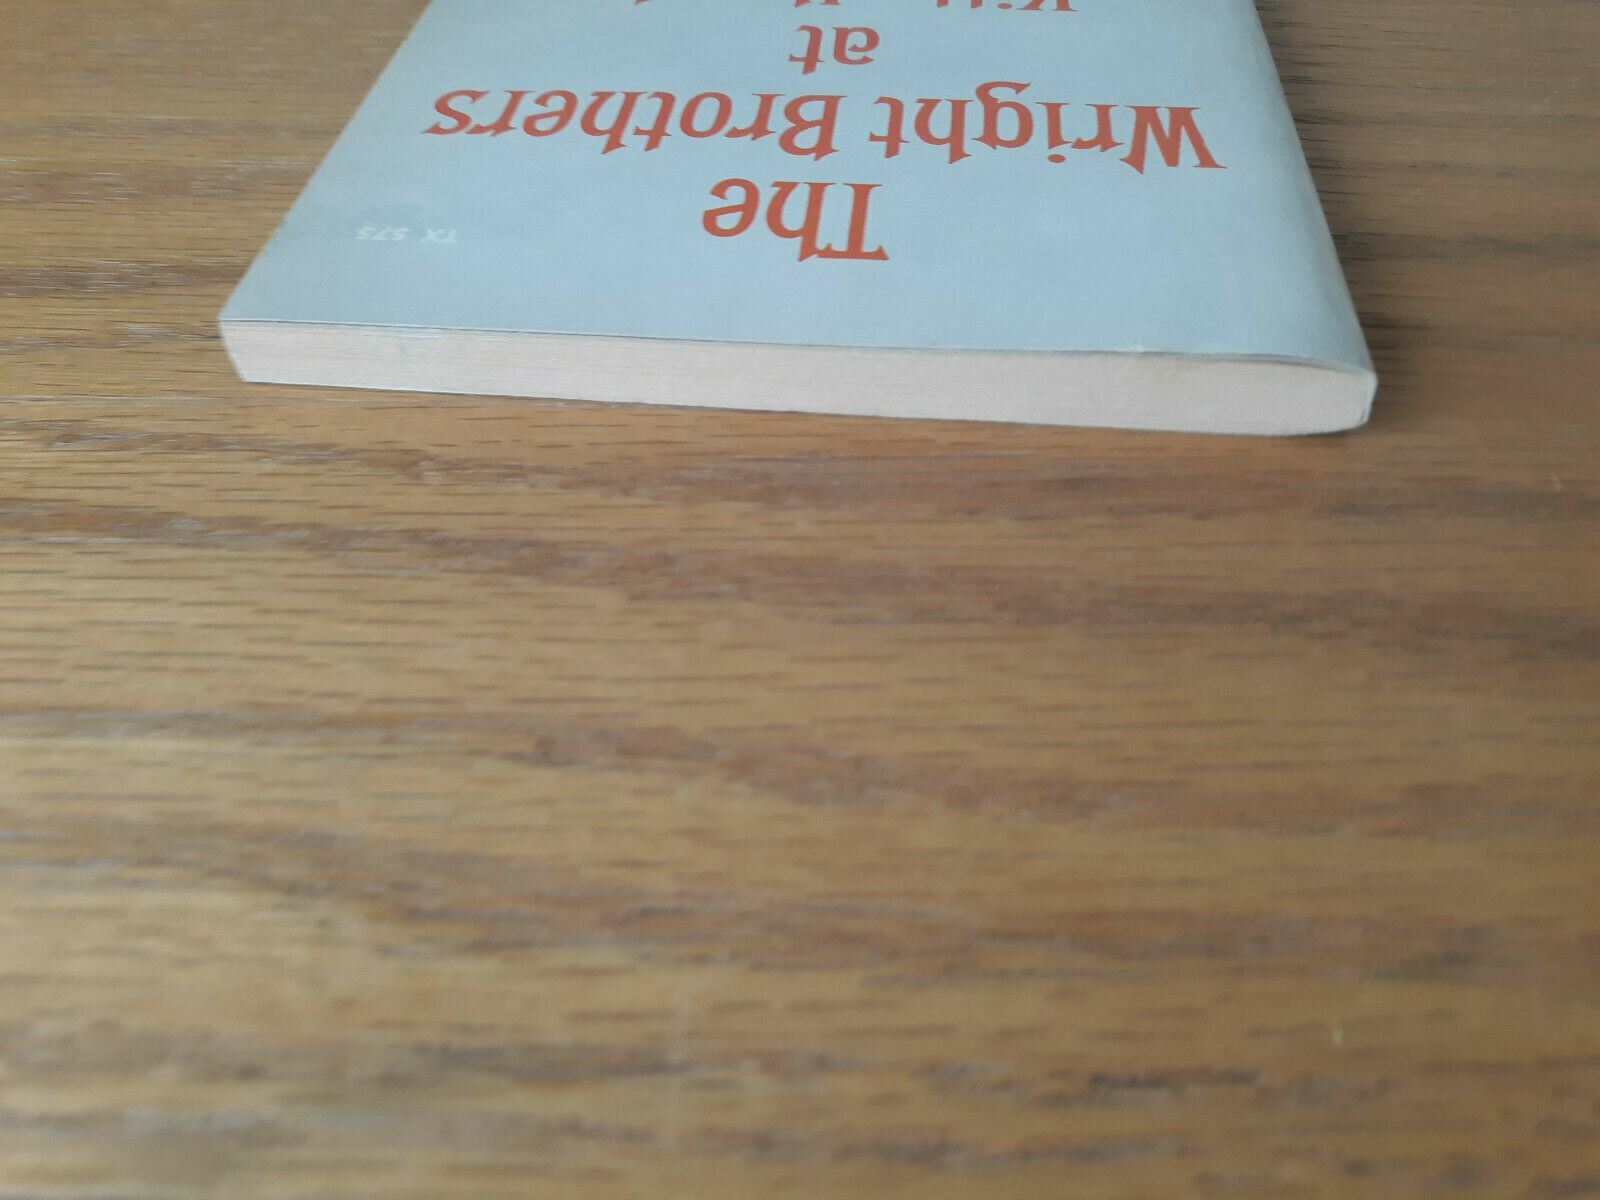 TX 575
The
Wright Brothers
at